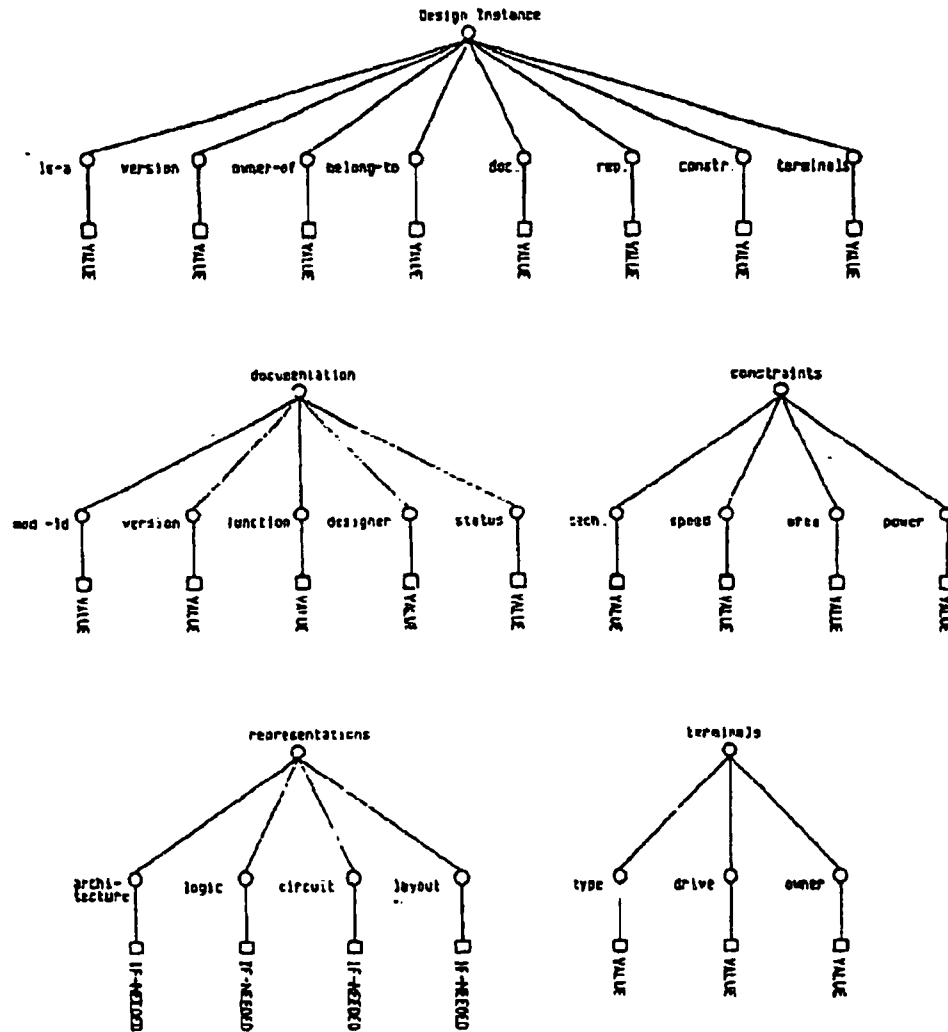 Design Instance
is-a version owner-of belong-to doc. rep. constr. terminals
VALUE VALUE VALUE VALUE VALUE VALUE VALUE VALUE
documentation
mod-id version function designer status
VALUE VALUE VALUE VALUE VALUE
constraints
tech. speed area power
VALUE VALUE VALUE VALUE
representations
archi-
tecture logic circuit layout
IF-NEEDED IF-NEEDED IF-NEEDED IF-NEEDED
terminals
type drive owner
VALUE VALUE VALUE